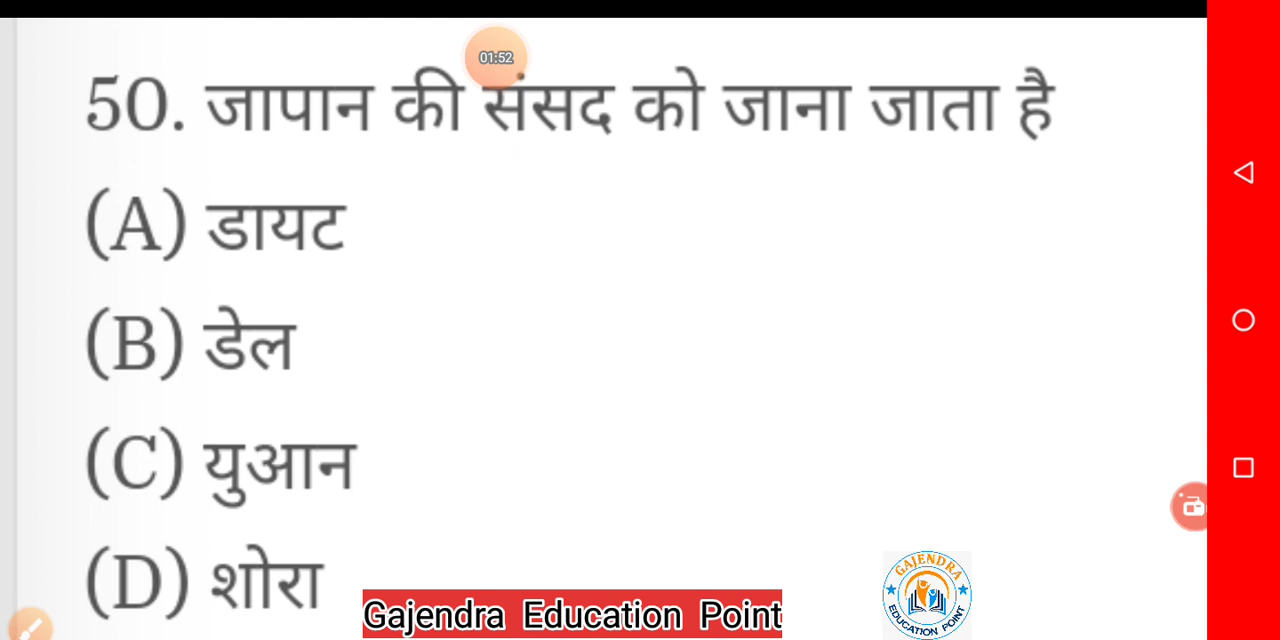 01:52
50. जापान की संसद को जाना जाता है
(A) डायट
(B) डेल
(C) युआन
(D) शोरा
Gajendra Education Point
GAJENDRA
EDUCATION POINT